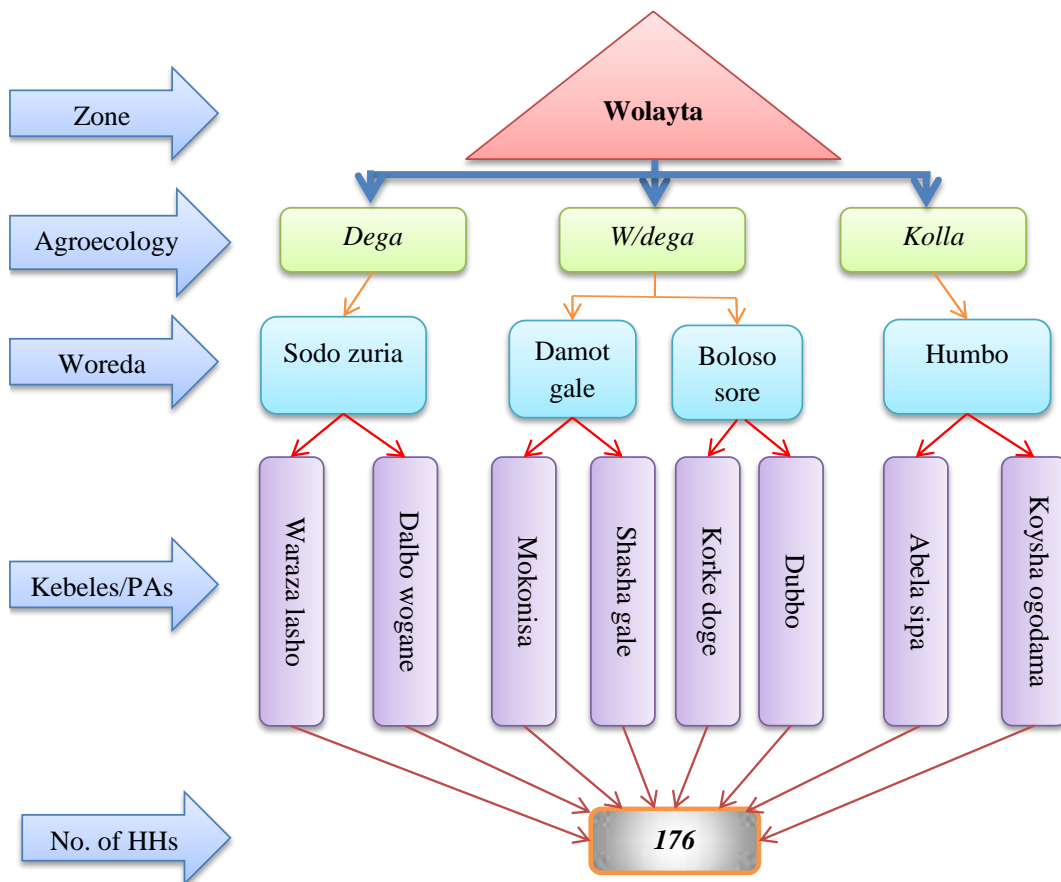 Zone
Wolayta
Agroecology
Dega
W/dega
Kolla
Woreda
Sodo zuria
Damot
gale
Boloso
sore
Humbo
Kebeles/PAs
Waraza lasho
Dalbo wogane
Mokonisa
Shasha gale
Korke doge
Dubbo
Abela sipa
Koysha ogodama
No. of HHs
176